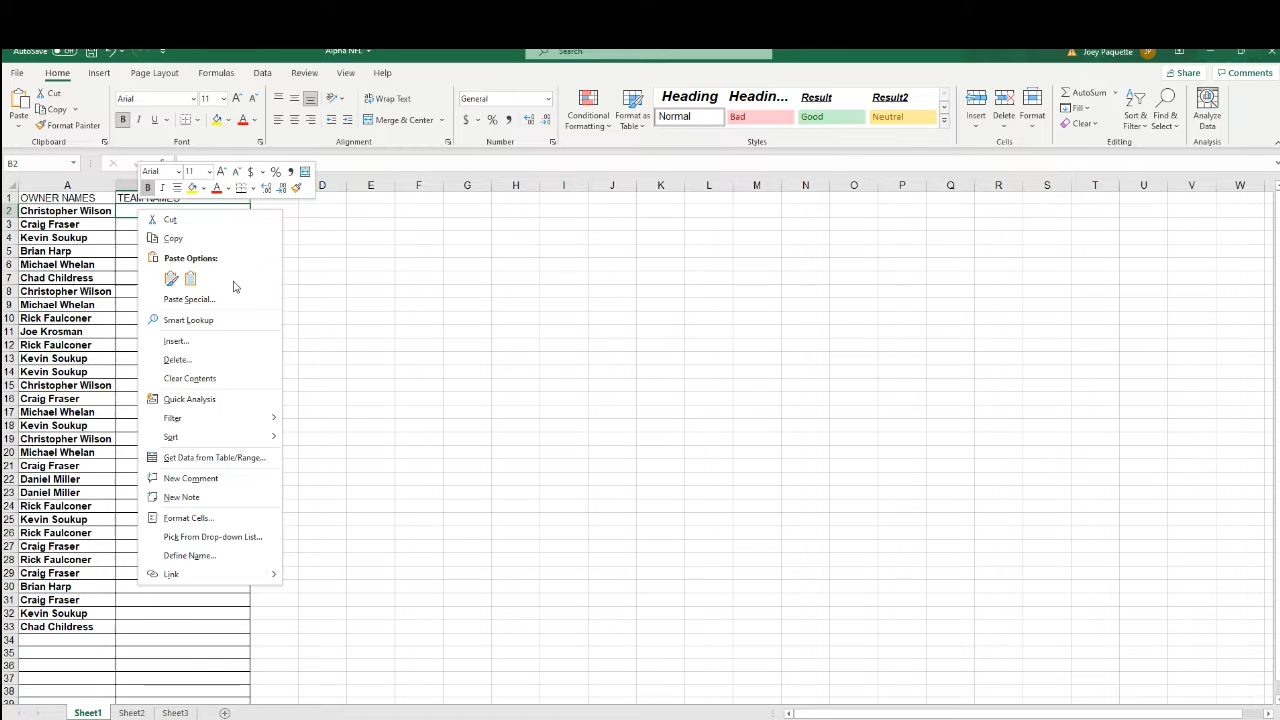 AutoSave Off Alpha NFL Search Joey Paquette JP
File Home Insert Page Layout Formulas Data Review View Help Share Comments
Paste Cut Copy Format Painter Clipboard
Arial 11 B I U Font
Wrap Text Merge & Center Alignment
General $ % , Number
Conditional Formatting Format as Table
Heading Headin... Result Result2
Normal Bad Good Neutral
Styles
Insert Delete Format Cells
AutoSum Fill Clear Sort & Filter Find & Select Editing
Analyze Data Analysis
B2
Arial 11 A A $ % ,
B I A
A E F G H I J K L M N O P Q R S T U V W
1 OWNER NAMES TEAM NAMES
2 Christopher Wilson
3 Craig Fraser
4 Kevin Soukup
5 Brian Harp
6 Michael Whelan
7 Chad Childress
8 Christopher Wilson
9 Michael Whelan
10 Rick Faulconer
11 Joe Krosman
12 Rick Faulconer
13 Kevin Soukup
14 Kevin Soukup
15 Christopher Wilson
16 Craig Fraser
17 Michael Whelan
18 Kevin Soukup
19 Christopher Wilson
20 Michael Whelan
21 Craig Fraser
22 Daniel Miller
23 Daniel Miller
24 Rick Faulconer
25 Kevin Soukup
26 Rick Faulconer
27 Craig Fraser
28 Rick Faulconer
29 Craig Fraser
30 Brian Harp
31 Craig Fraser
32 Kevin Soukup
33 Chad Childress
34
35
36
37
38
Cut
Copy
Paste Options:
Paste Special...
Smart Lookup
Insert...
Delete...
Clear Contents
Quick Analysis
Filter
Sort
Get Data from Table/Range...
New Comment
New Note
Format Cells...
Pick From Drop-down List...
Define Name...
Link
Sheet1 Sheet2 Sheet3